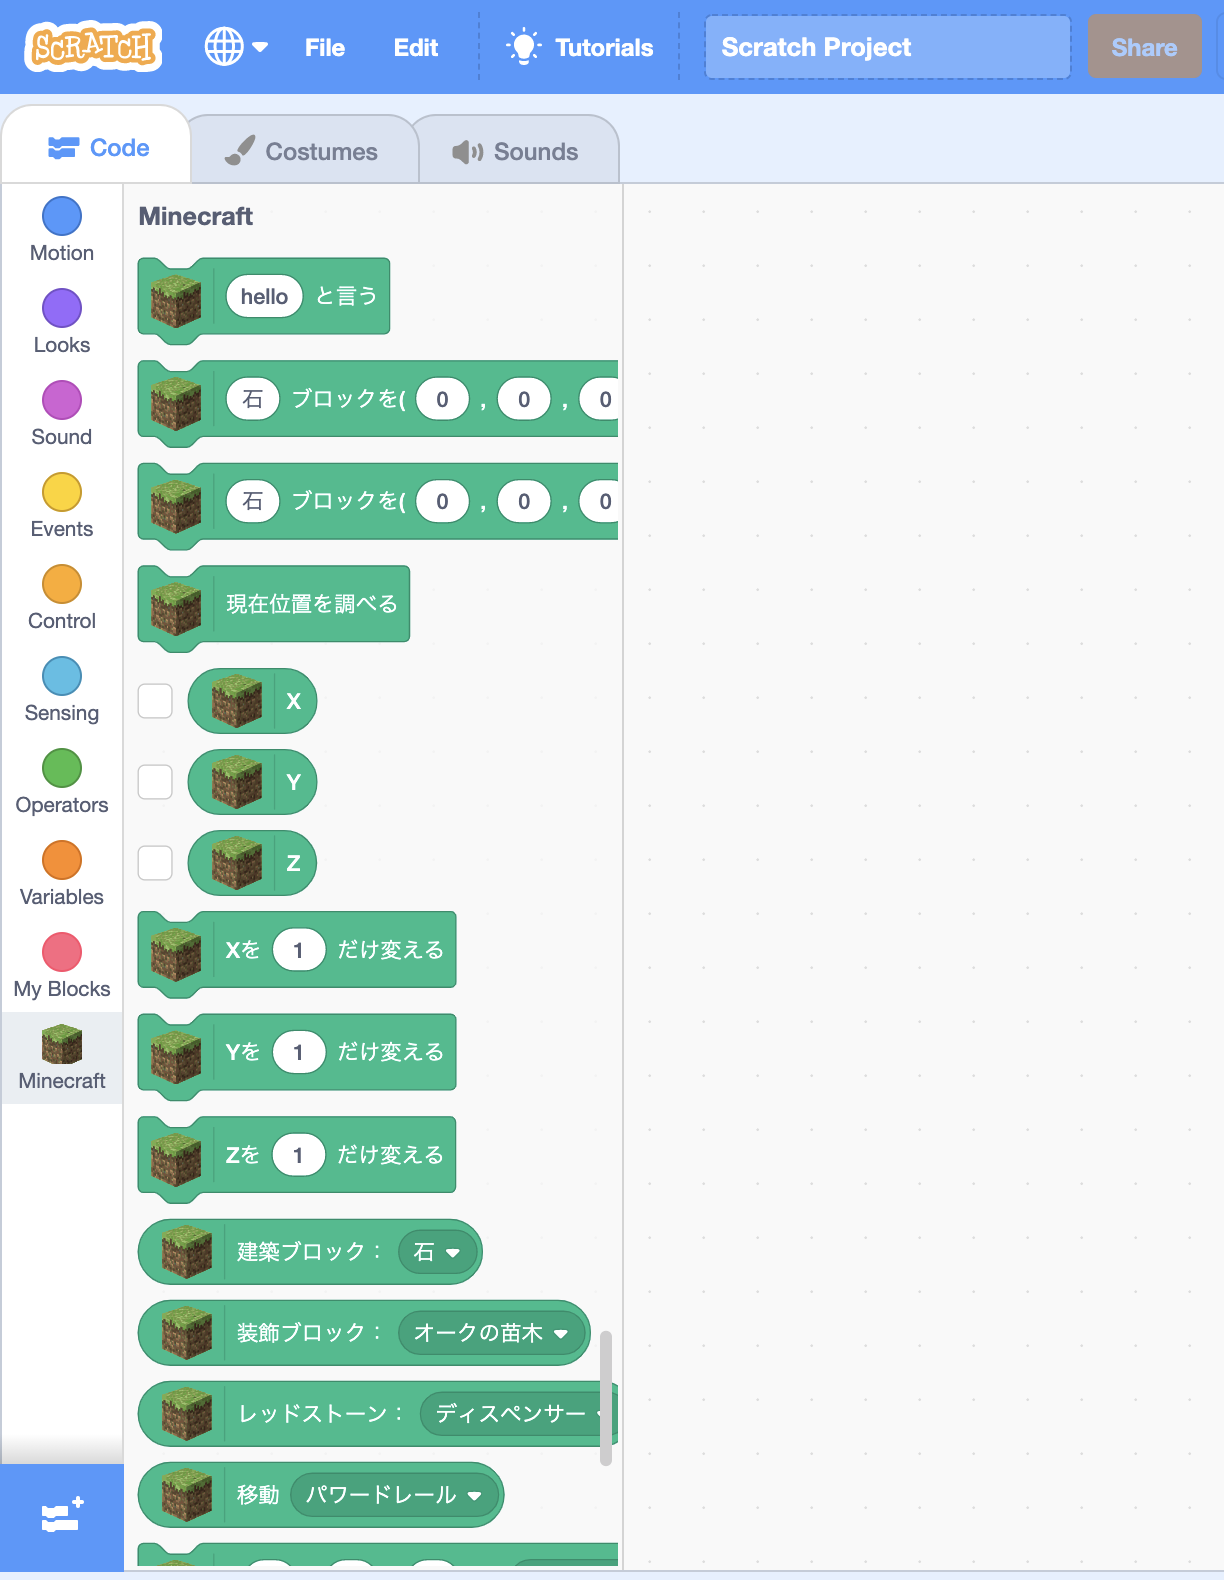 SCRATCH File Edit Tutorials Scratch Project Share
Code Costumes Sounds
Motion
Looks
Sound
Events
Control
Sensing
Operators
Variables
My Blocks
Minecraft
Minecraft
hello と言う
石 ブロックを( 0 , 0 , 0
石 ブロックを( 0 , 0 , 0
現在位置を調べる
X
Y
Z
Xを 1 だけ変える
Yを 1 だけ変える
Zを 1 だけ変える
建築ブロック： 石
装飾ブロック： オークの苗木
レッドストーン： ディスペンサー
移動 パワードレール